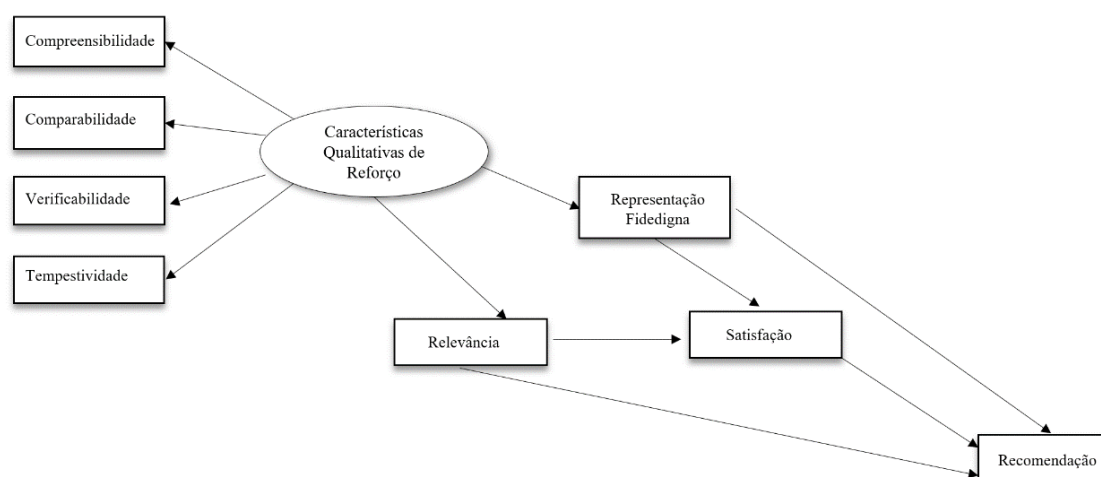 Compreensibilidade
Comparabilidade
Verificabilidade
Tempestividade
Características
Qualitativas de
Reforço
Representação
Fidedigna
Relevância
Satisfação
Recomendação